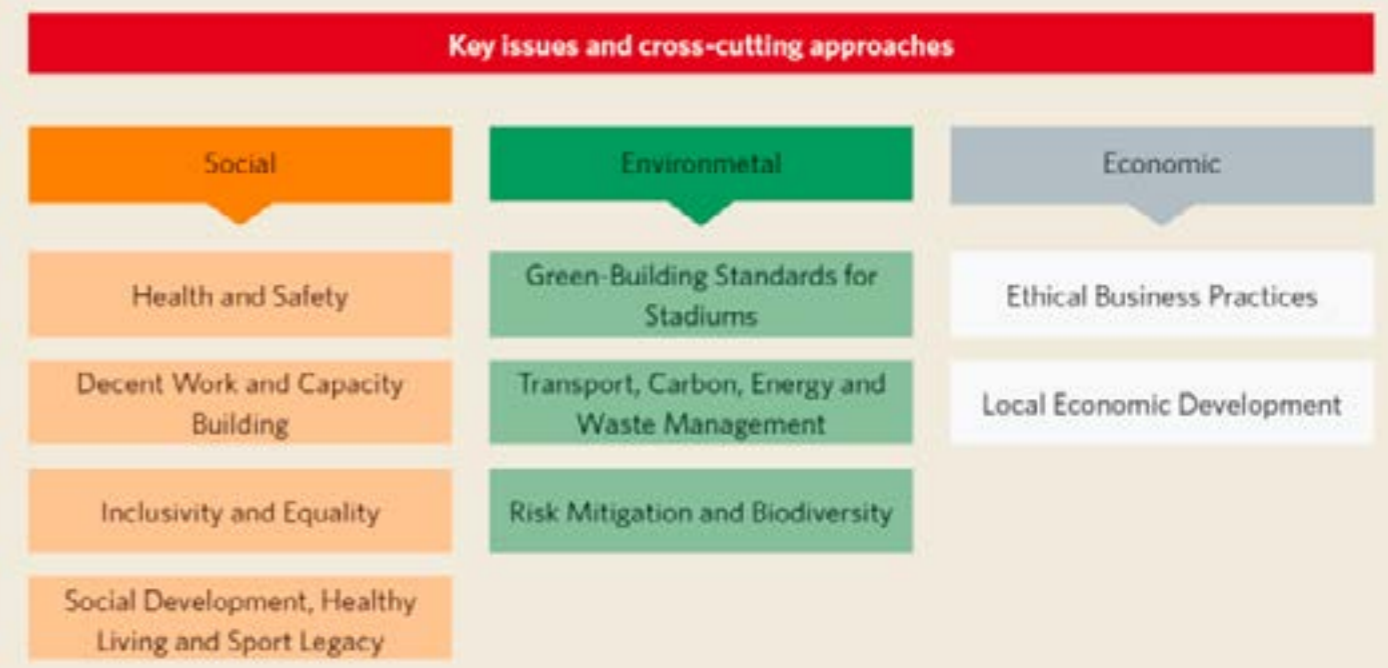 Key issues and cross-cutting approaches
Social
Health and Safety
Decent Work and Capacity
Building
Inclusivity and Equality
Social Development, Healthy
Living and Sport Legacy
Environmetal
Green-Building Standards for
Stadiums
Transport, Carbon, Energy and
Waste Management
Risk Mitigation and Biodiversity
Economic
Ethical Business Practices
Local Economic Development